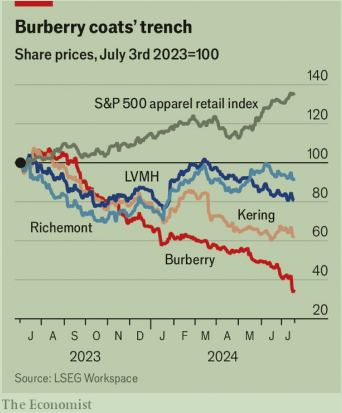 Burberry coats’ trench
Share prices, July 3rd 2023=100
140
S&P 500 apparel retail index
120
100
LVMH
80
Kering
Richemont
60
Burberry
40
20
J A S O N D J F M A M J J
2023 2024
Source: LSEG Workspace
The Economist